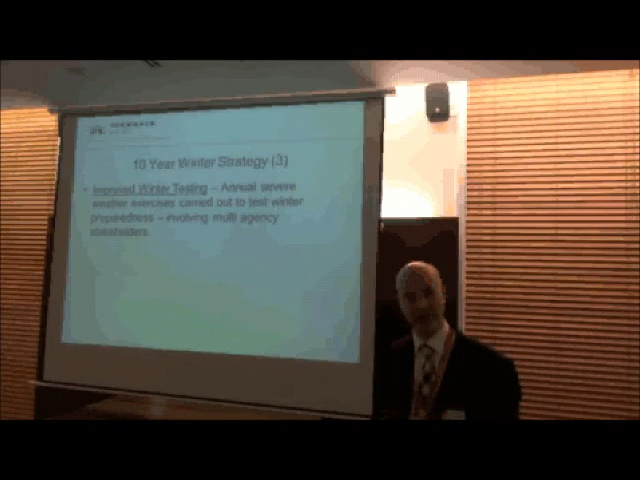 10 Year Winter Strategy (3)
• Improved Winter Testing – Annual severe
weather exercises carried out to test winter
preparedness – involving multi agency
stakeholders.